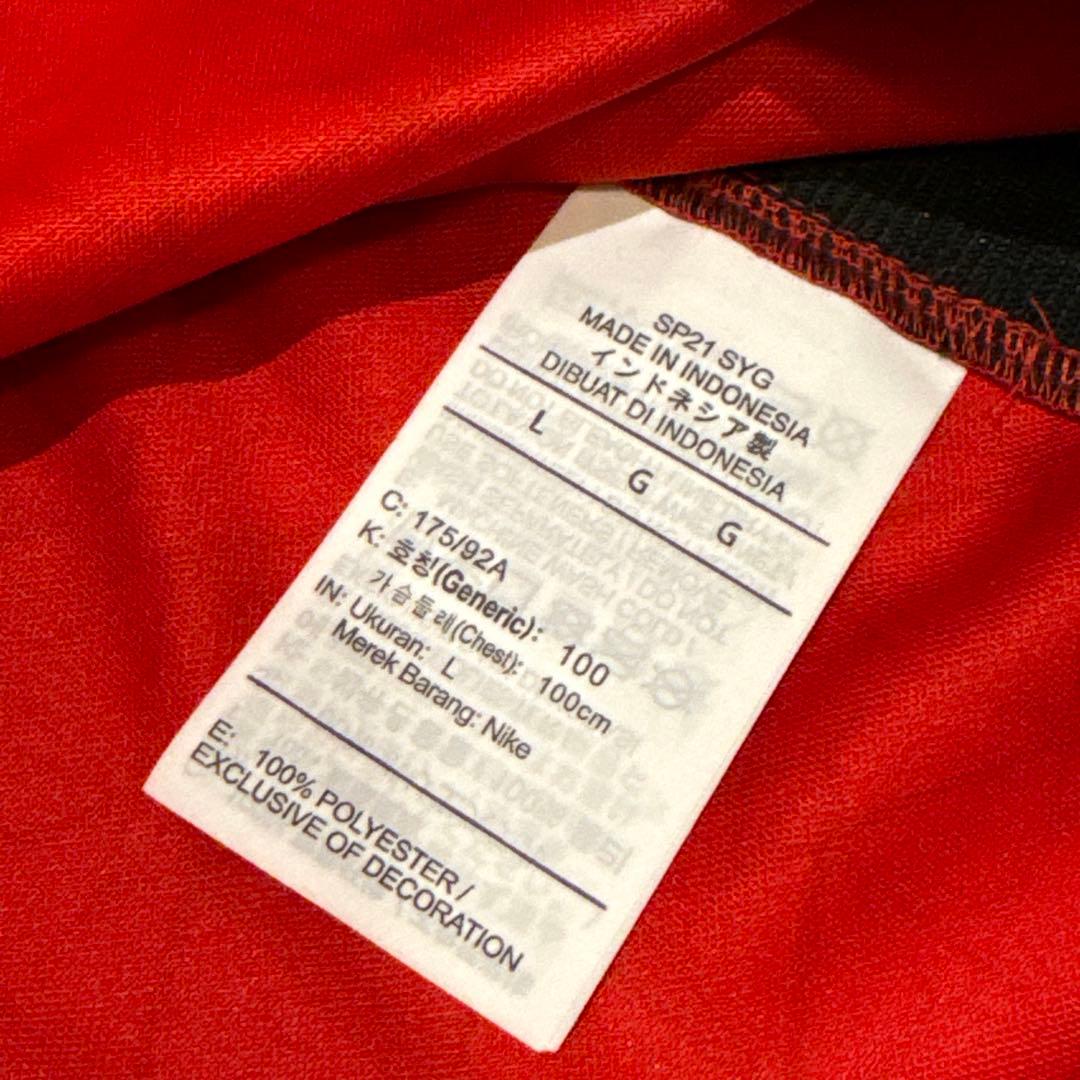 SP21 SYG
MADE IN INDONESIA
インドネシア製
DIBUAT DI INDONESIA
L G G
C: 175/92A
K: 호칭(Generic): 100
가슴둘레(Chest): 100cm
IN: Ukuran: L
Merek Barang: Nike
E: 100% POLYESTER /
EXCLUSIVE OF DECORATION